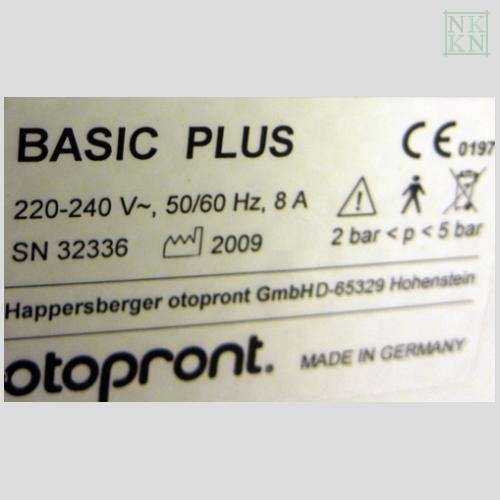 NK
KN
BASIC PLUS
CE 0197
220-240 V~, 50/60 Hz, 8 A
SN 32336 2009
2 bar < p < 5 bar
Happersberger otopront GmbH D-65329 Hohenstein
otopront.
MADE IN GERMANY